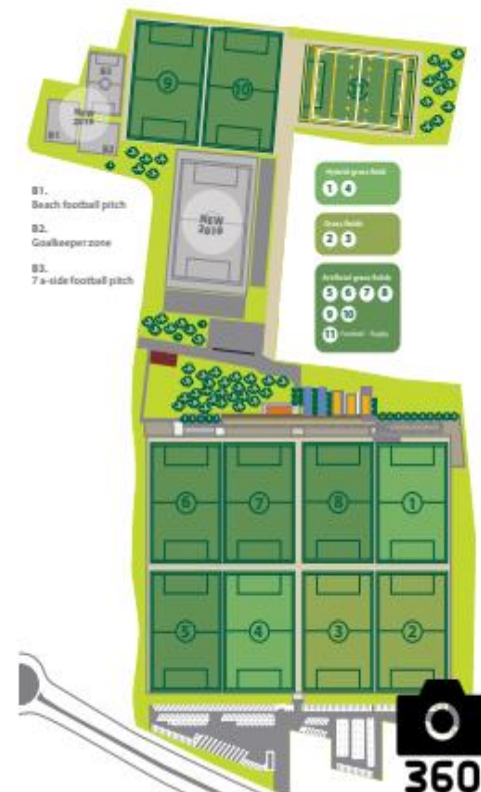 9
10
11
B3
NEW
2019
B1
B2
B1.
Beach football pitch
B2.
Goalkeeper zone
B3.
7 a-side football pitch
NEW
2019
Hybrid grass field
1 4
Grass fields
2 3
Artificial grass fields
5 6 7 8
9 10
11 Football - Rugby
6 7 8 1
5 4 3 2
360